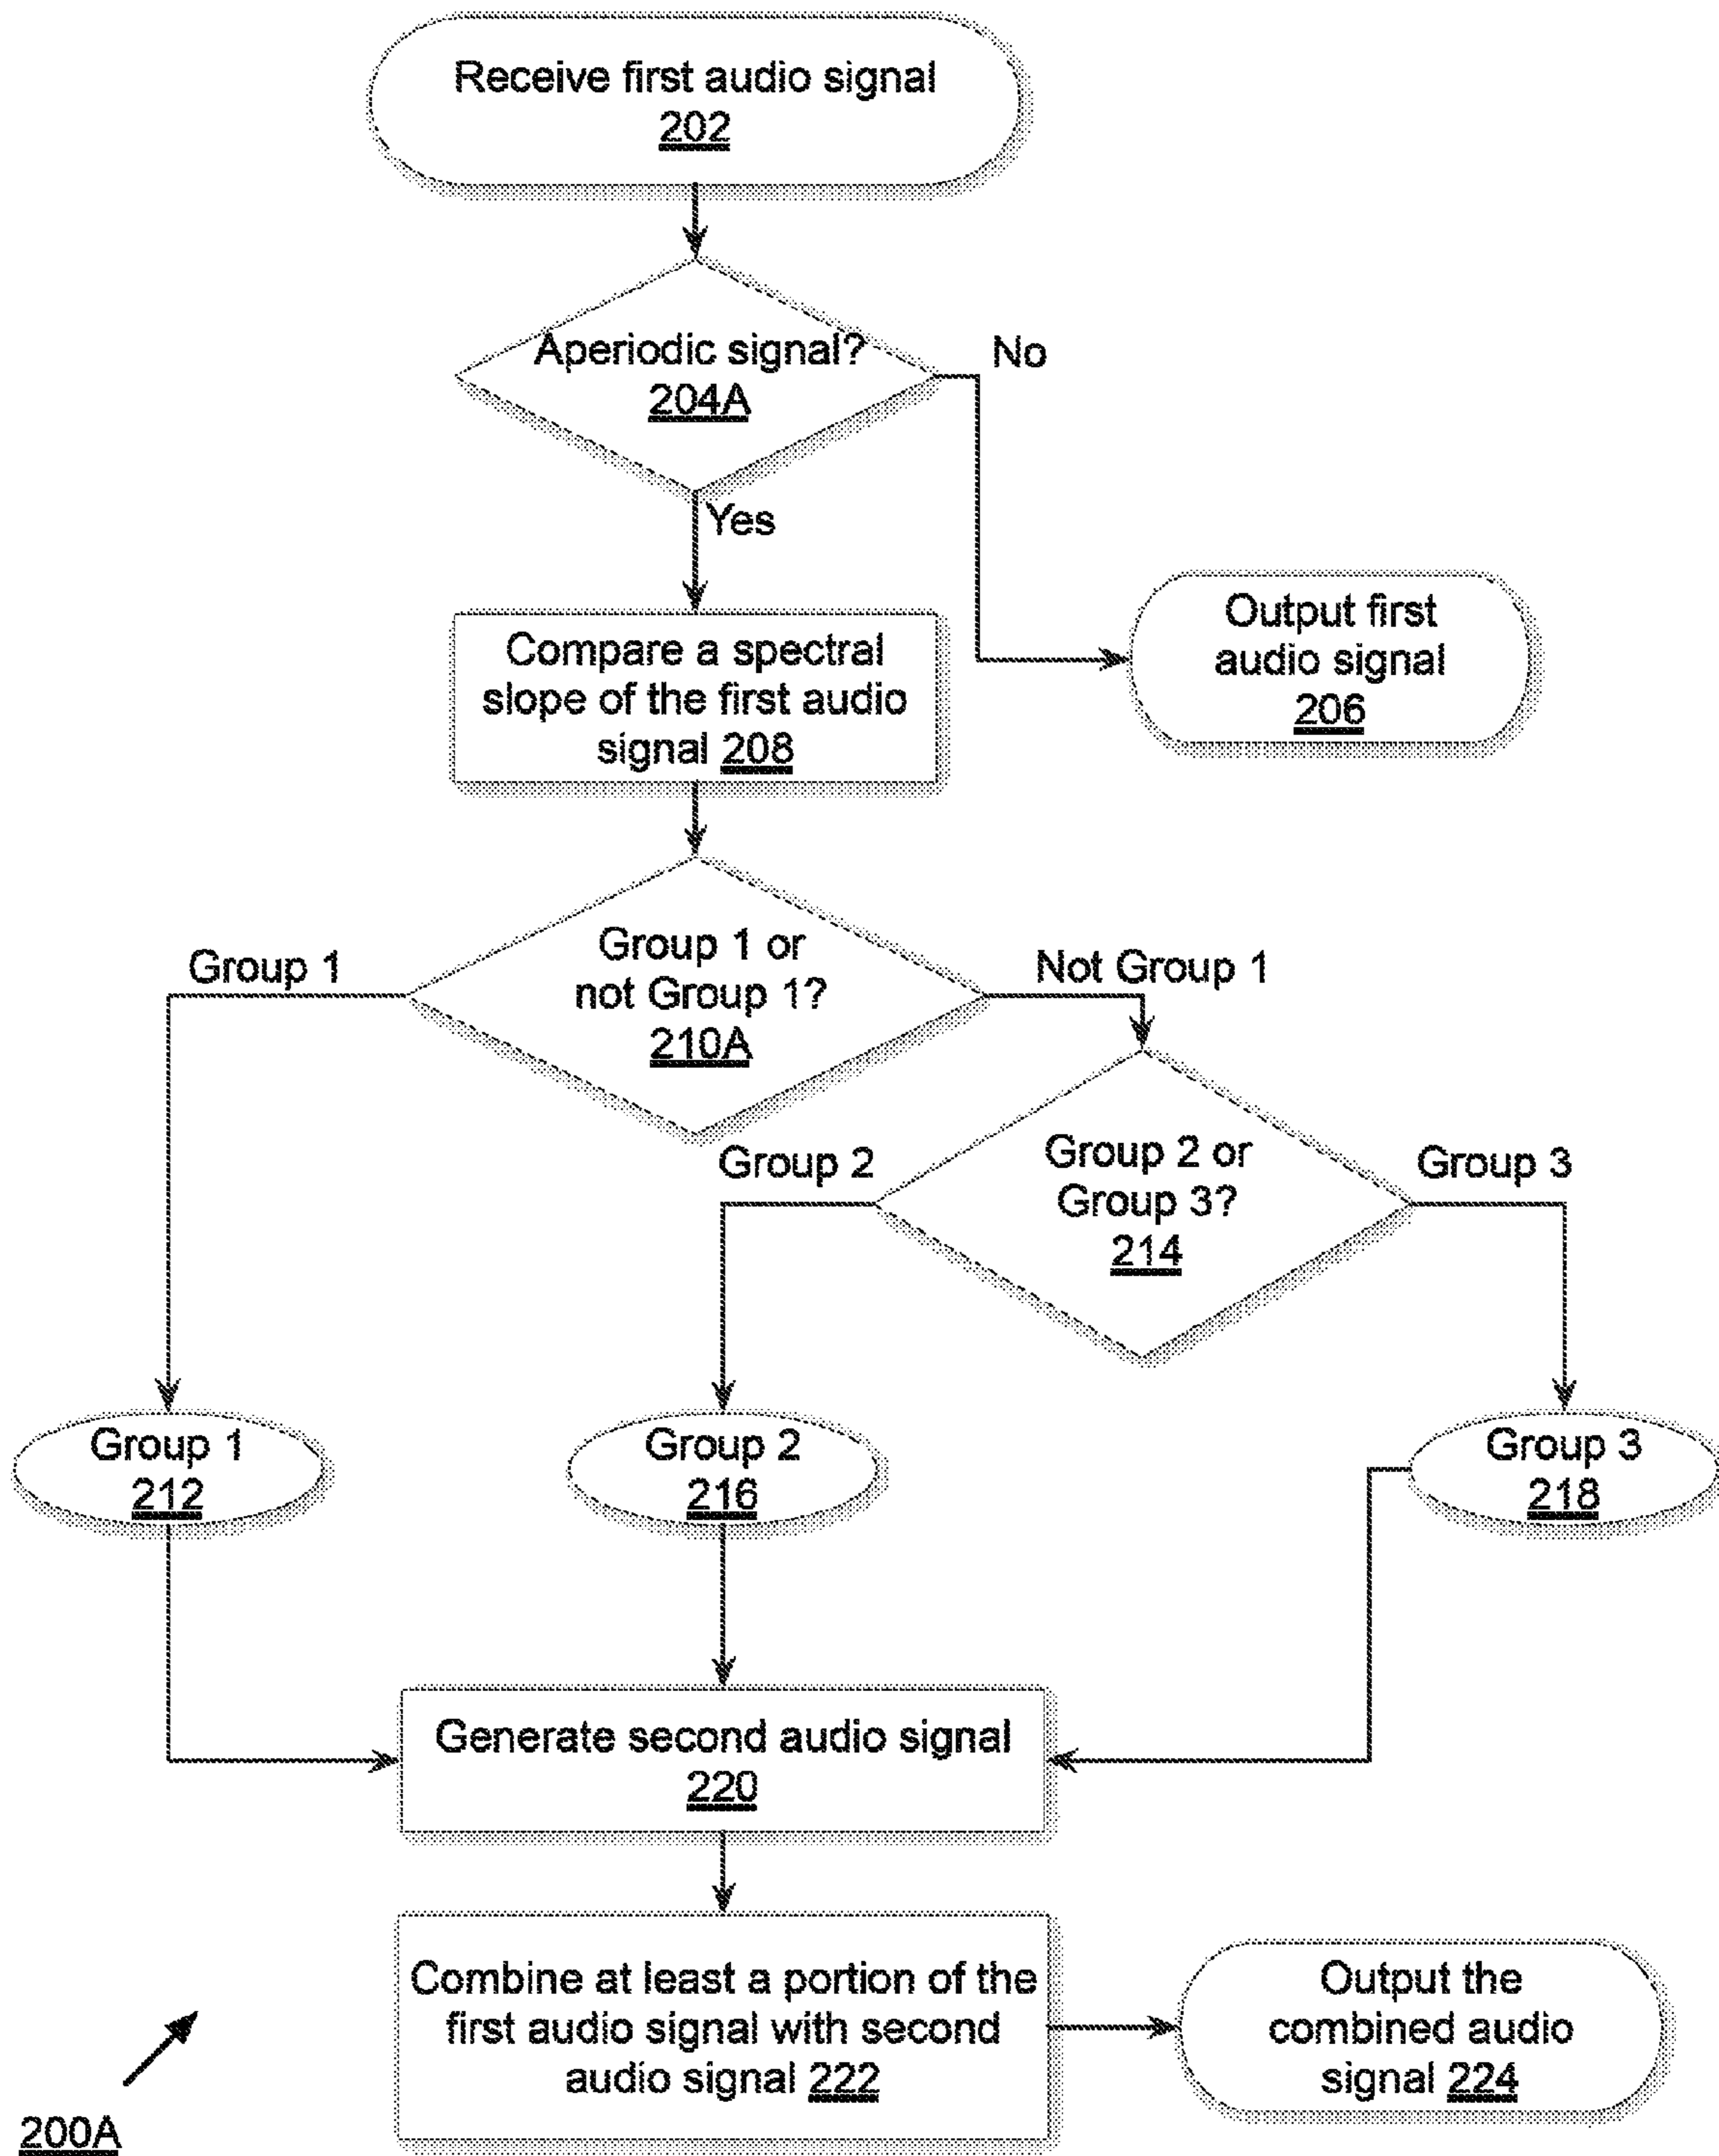 Receive first audio signal
202
Aperiodic signal?
204A
No
Yes
Output first
audio signal
206
Compare a spectral
slope of the first audio
signal 208
Group 1
Group 1 or
not Group 1?
210A
Not Group 1
Group 2
Group 2 or
Group 3?
214
Group 3
Group 1
212
Group 2
216
Group 3
218
Generate second audio signal
220
Combine at least a portion of the
first audio signal with second
audio signal 222
Output the
combined audio
signal 224
200A